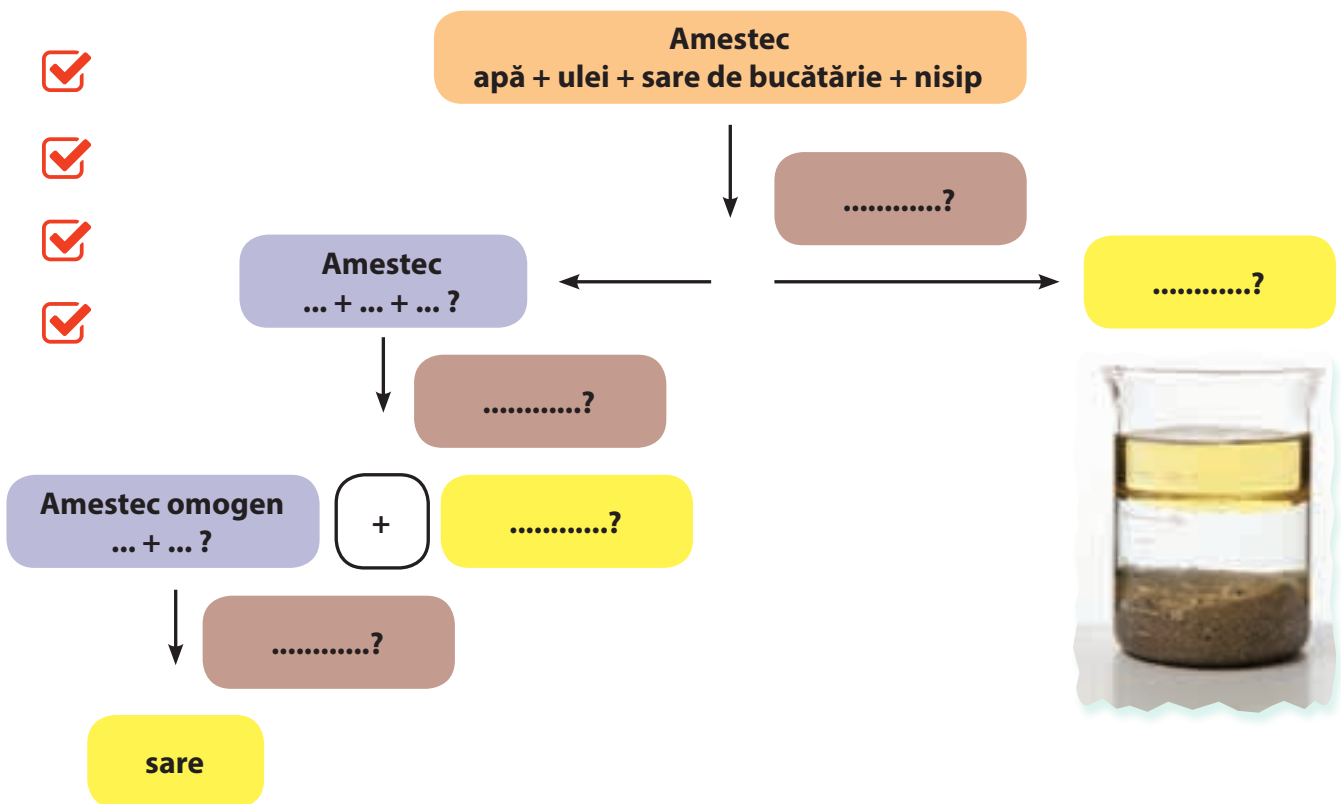 Amestec
apă + ulei + sare de bucătărie + nisip
............?
Amestec
... + ... + ... ?
............?
............?
Amestec omogen
... + ... ?
+
............?
............?
sare